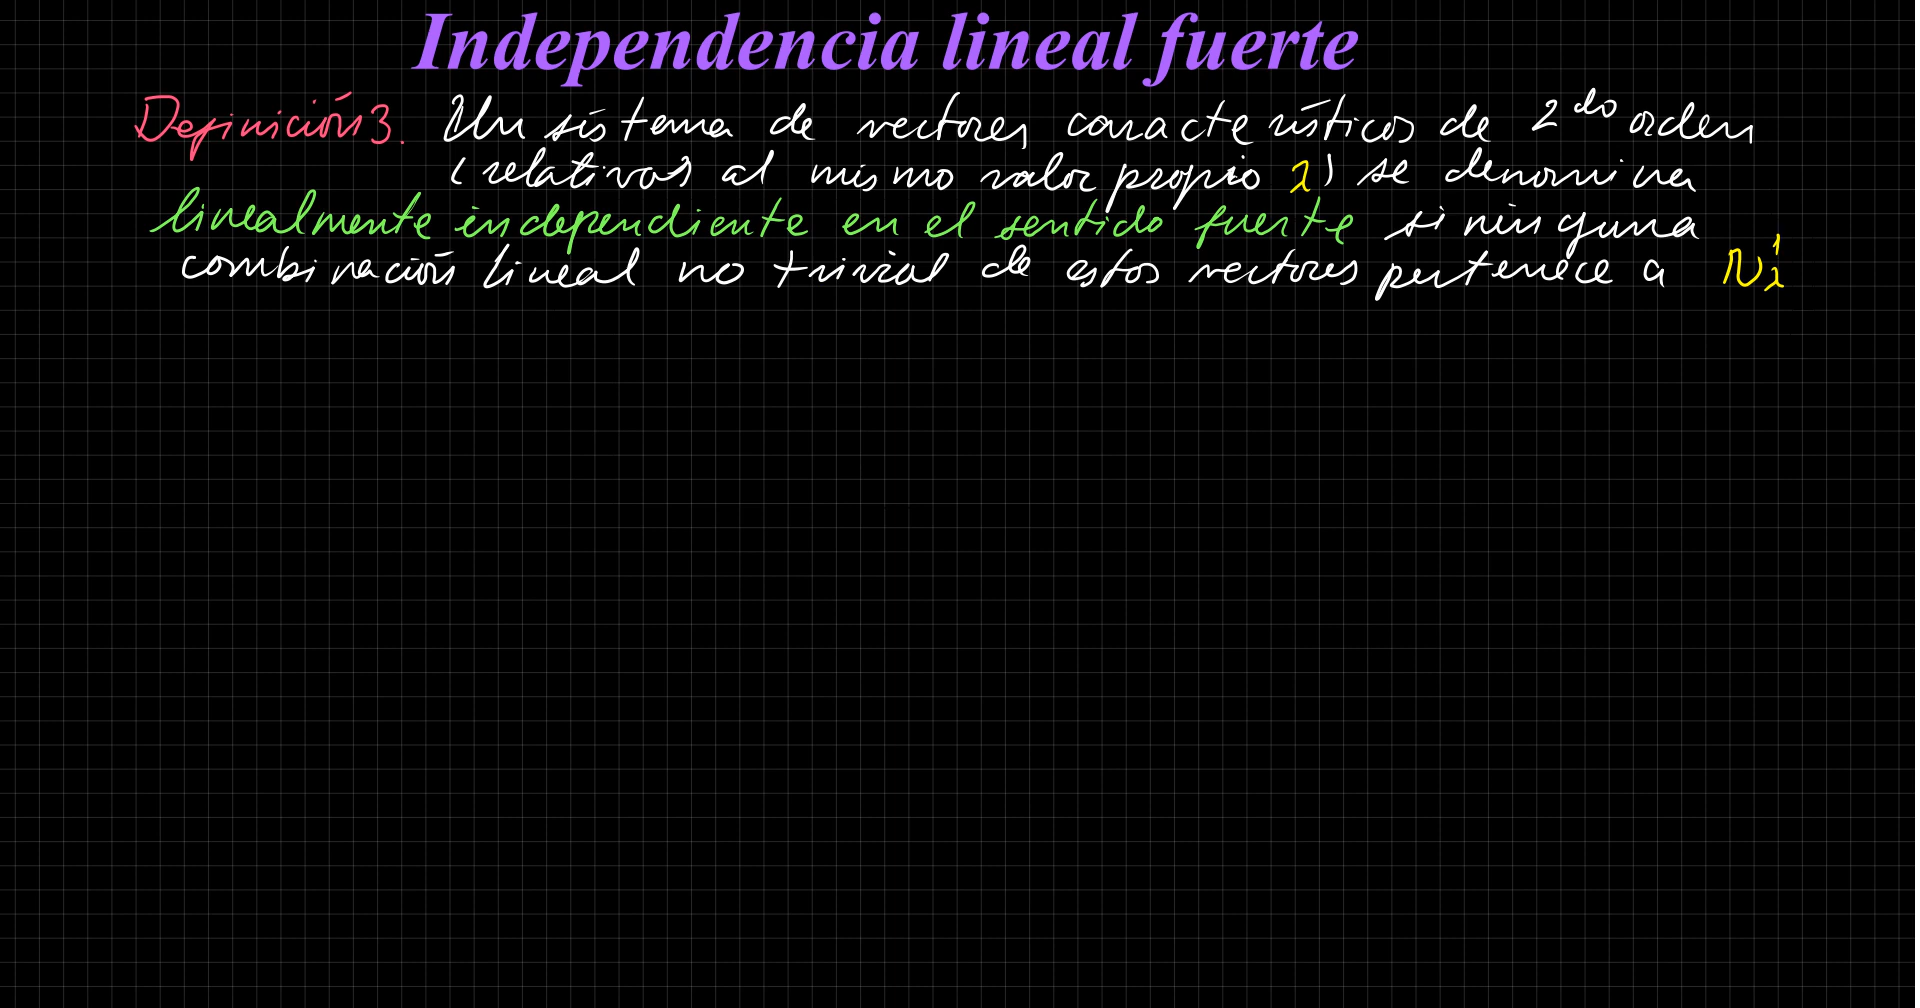 Independencia lineal fuerte
Definición 3. Un sistema de vectores característicos de 2do orden
(relativos al mismo valor propio λ) se denomina
linealmente independiente en el sentido fuerte si ninguna
combinación lineal no trivial de estos vectores pertenece a N¹λ